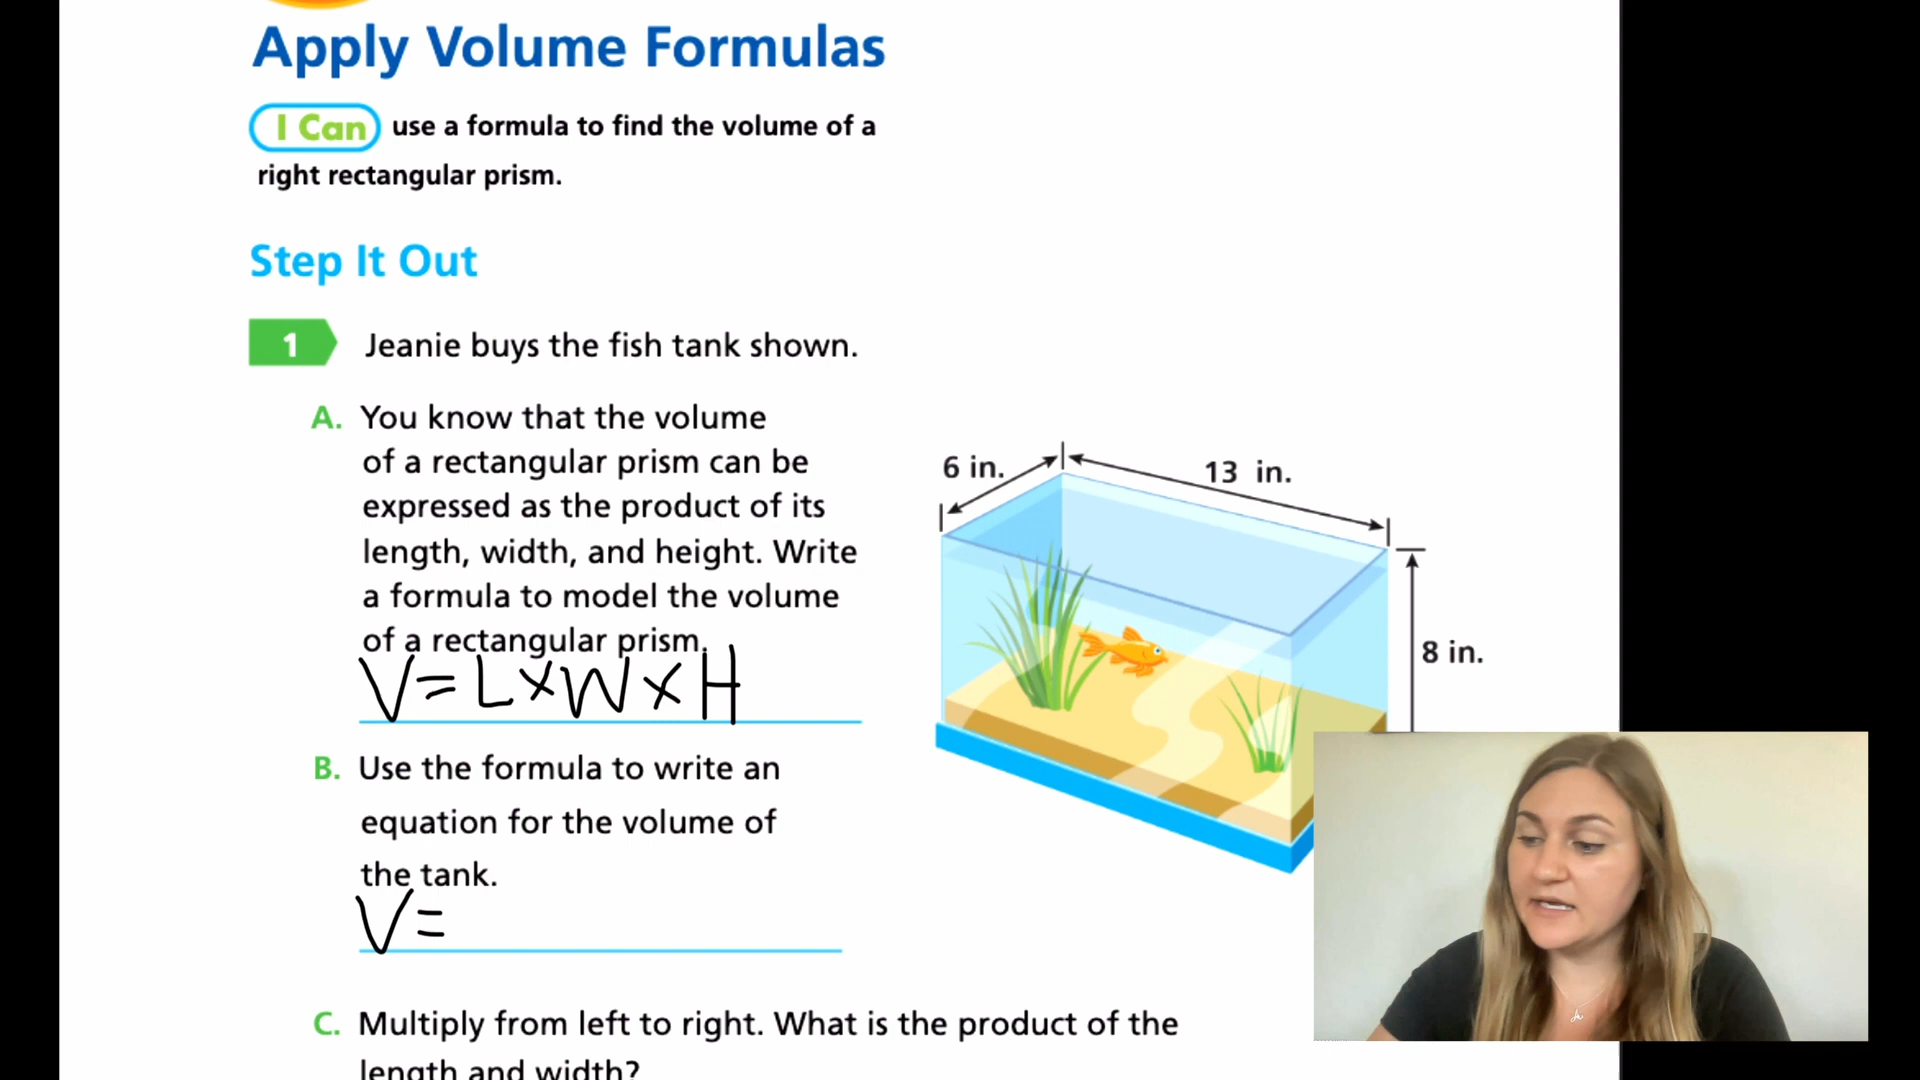 Apply Volume Formulas
I Can use a formula to find the volume of a
right rectangular prism.
Step It Out
1 Jeanie buys the fish tank shown.
A. You know that the volume
of a rectangular prism can be
expressed as the product of its
length, width, and height. Write
a formula to model the volume
of a rectangular prism.
V = L x W x H
6 in.
13 in.
8 in.
B. Use the formula to write an
equation for the volume of
the tank.
V =
C. Multiply from left to right. What is the product of the
length and width?